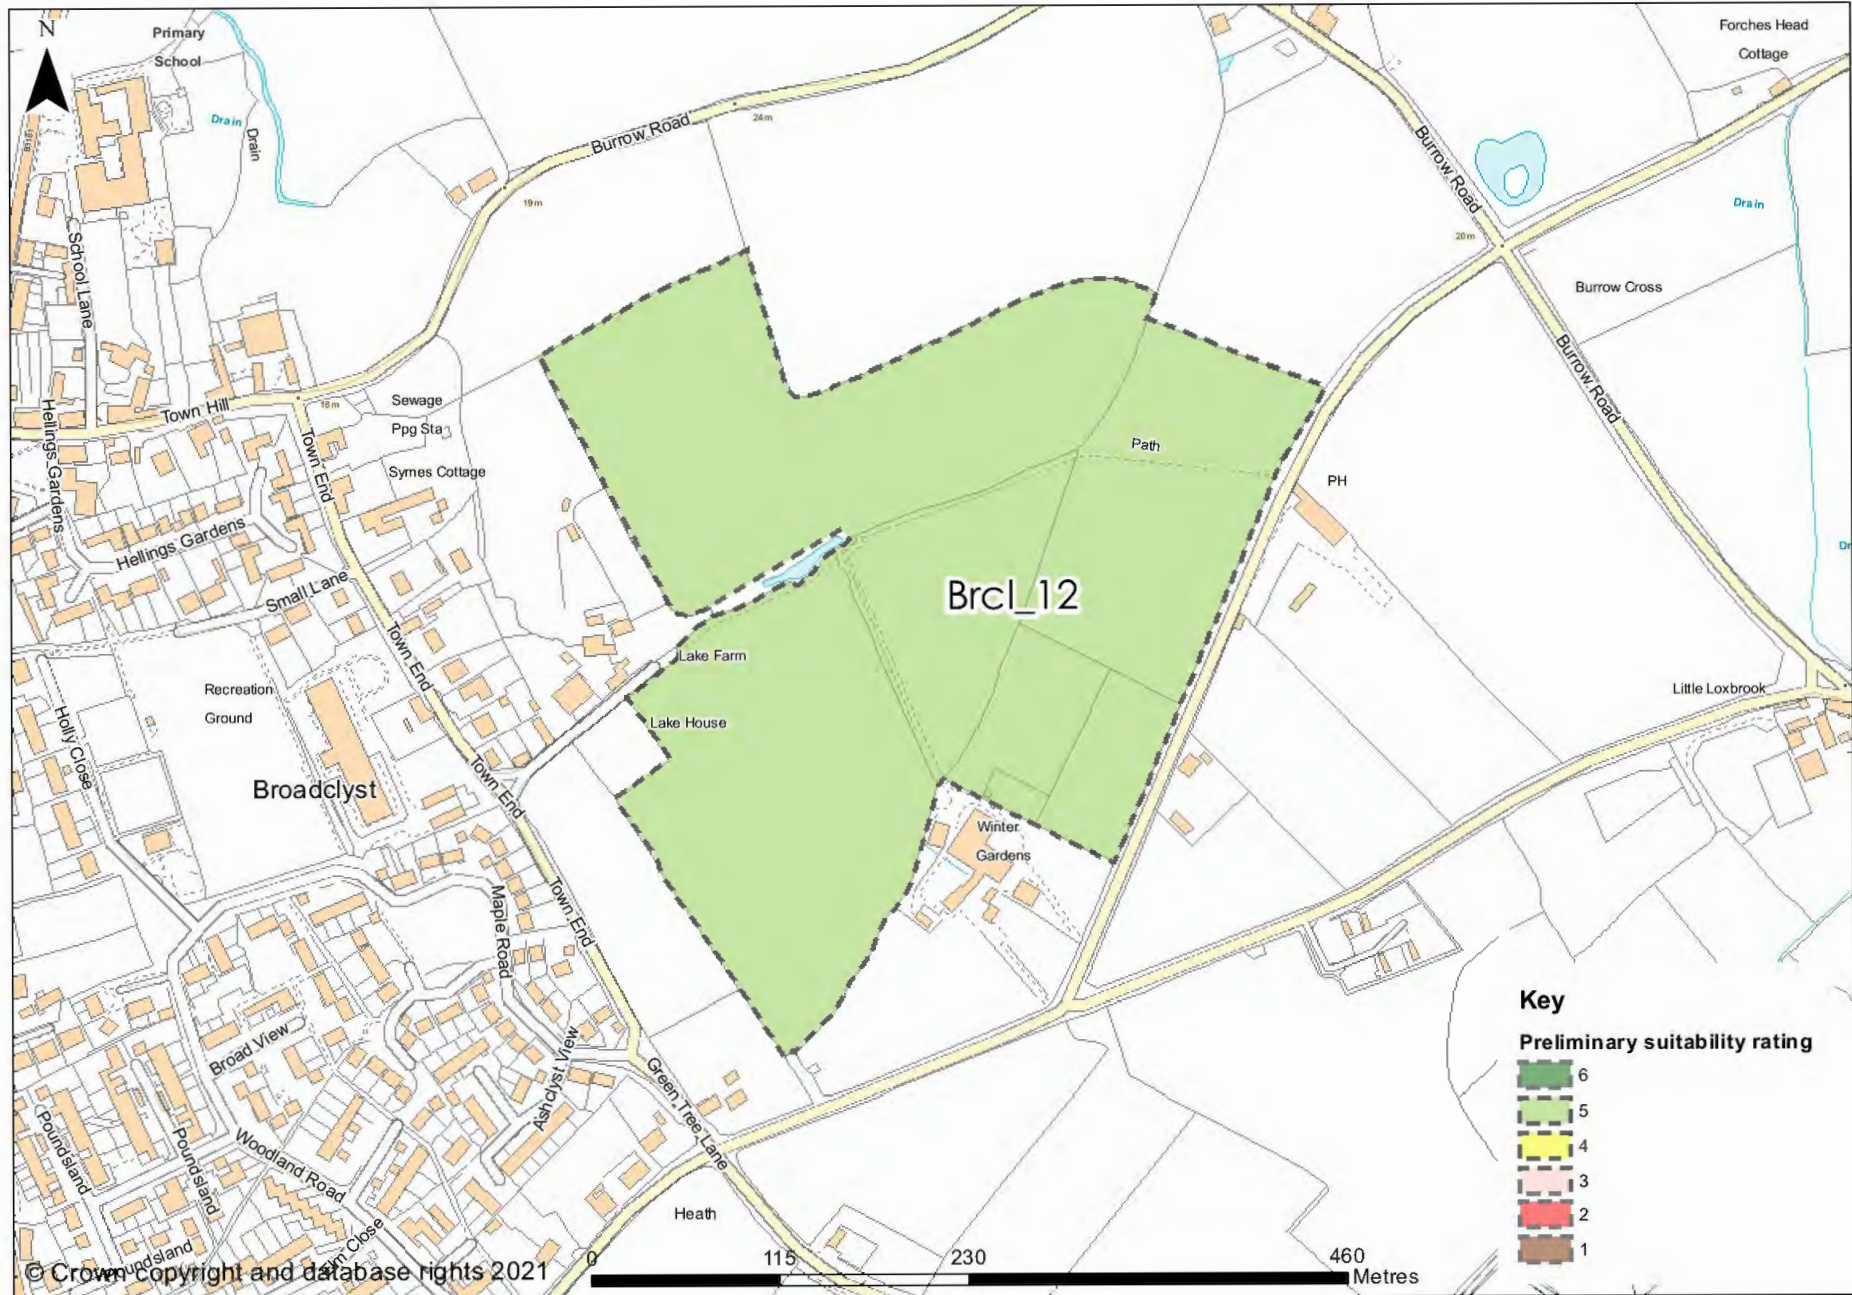 N
Primary
School
Drain
Drain
B3181
School Lane
Burrow Road
24m
19m
Forches Head
Cottage
Burrow Road
Drain
20m
Burrow Cross
Burrow Road
Hellings Gardens
Town Hill
18m
Sewage
Ppg Sta
Symes Cottage
Town End
Path
PH
Hellings Gardens
Small Lane
Town End
Brcl_12
Lake Farm
Lake House
Recreation
Ground
Holly Close
Broadclyst
Town End
Little Loxbrook
Winter
Gardens
Maple Road
Town End
Broad View
Ashclyst View
Green Tree Lane
Poundsland
Poundsland
Woodland Road
Poundsland
Elm Close
Heath
Key
Preliminary suitability rating
6
5
4
3
2
1
0 115 230 460
Metres
© Crown copyright and database rights 2021